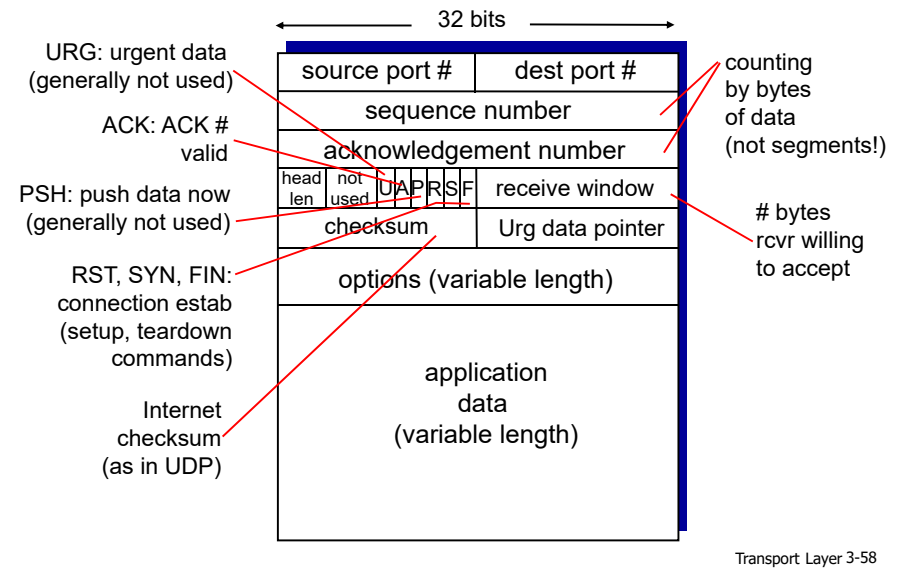 32 bits
URG: urgent data
(generally not used)
ACK: ACK #
valid
PSH: push data now
(generally not used)
RST, SYN, FIN:
connection estab
(setup, teardown
commands)
Internet
checksum
(as in UDP)
source port #
dest port #
sequence number
acknowledgement number
head
len
not
used
U A P R S F
receive window
checksum
Urg data pointer
options (variable length)
application
data
(variable length)
counting
by bytes
of data
(not segments!)
# bytes
rcvr willing
to accept
Transport Layer 3-58